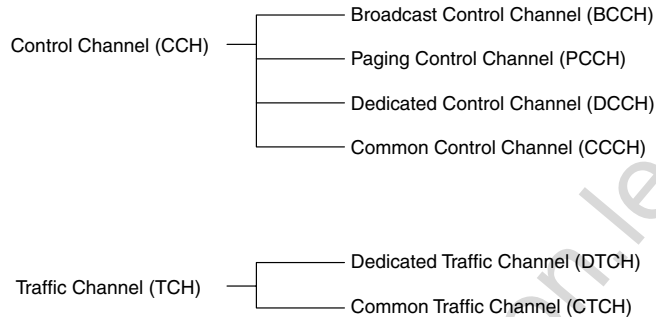 Broadcast Control Channel (BCCH)
Control Channel (CCH)
Paging Control Channel (PCCH)
Dedicated Control Channel (DCCH)
Common Control Channel (CCCH)
Dedicated Traffic Channel (DTCH)
Traffic Channel (TCH)
Common Traffic Channel (CTCH)